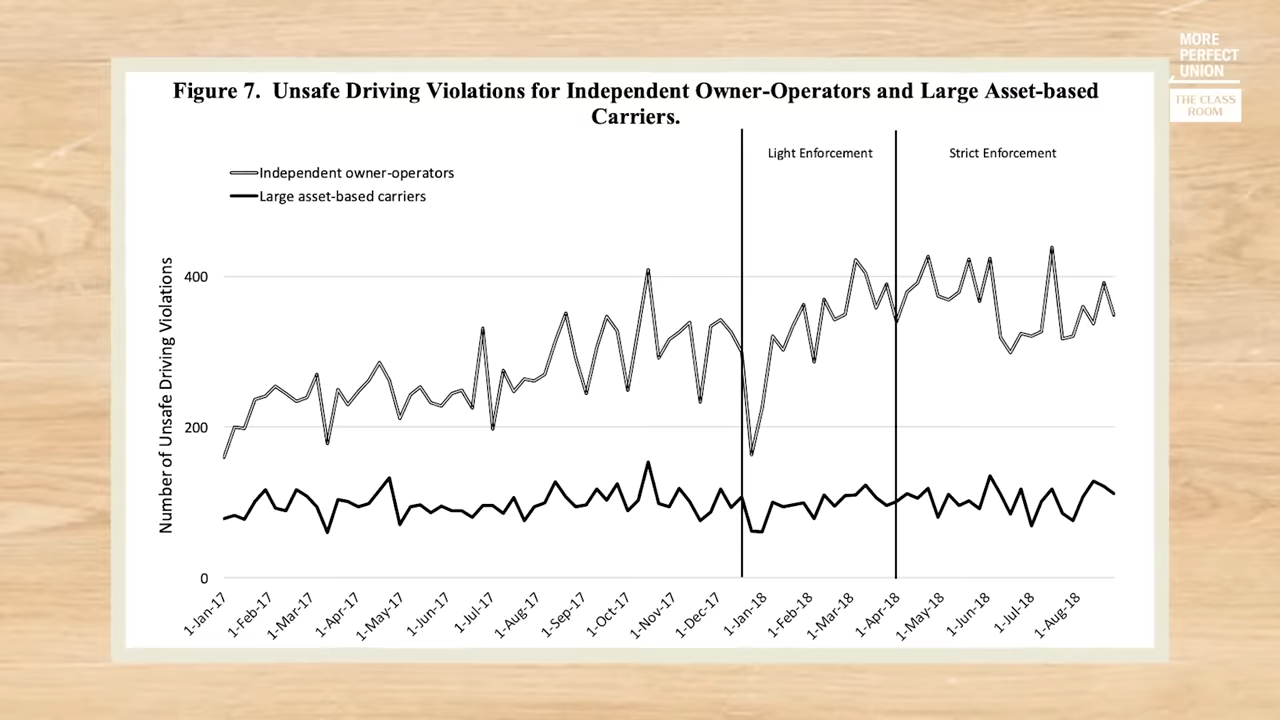 MORE
PERFECT
UNION
THE CLASS
ROOM
Figure 7. Unsafe Driving Violations for Independent Owner-Operators and Large Asset-based
Carriers.
Light Enforcement
Strict Enforcement
Independent owner-operators
Large asset-based carriers
Number of Unsafe Driving Violations
400
200
0
1-Jan-17
1-Feb-17
1-Mar-17
1-Apr-17
1-May-17
1-Jun-17
1-Jul-17
1-Aug-17
1-Sep-17
1-Oct-17
1-Nov-17
1-Dec-17
1-Jan-18
1-Feb-18
1-Mar-18
1-Apr-18
1-May-18
1-Jun-18
1-Jul-18
1-Aug-18